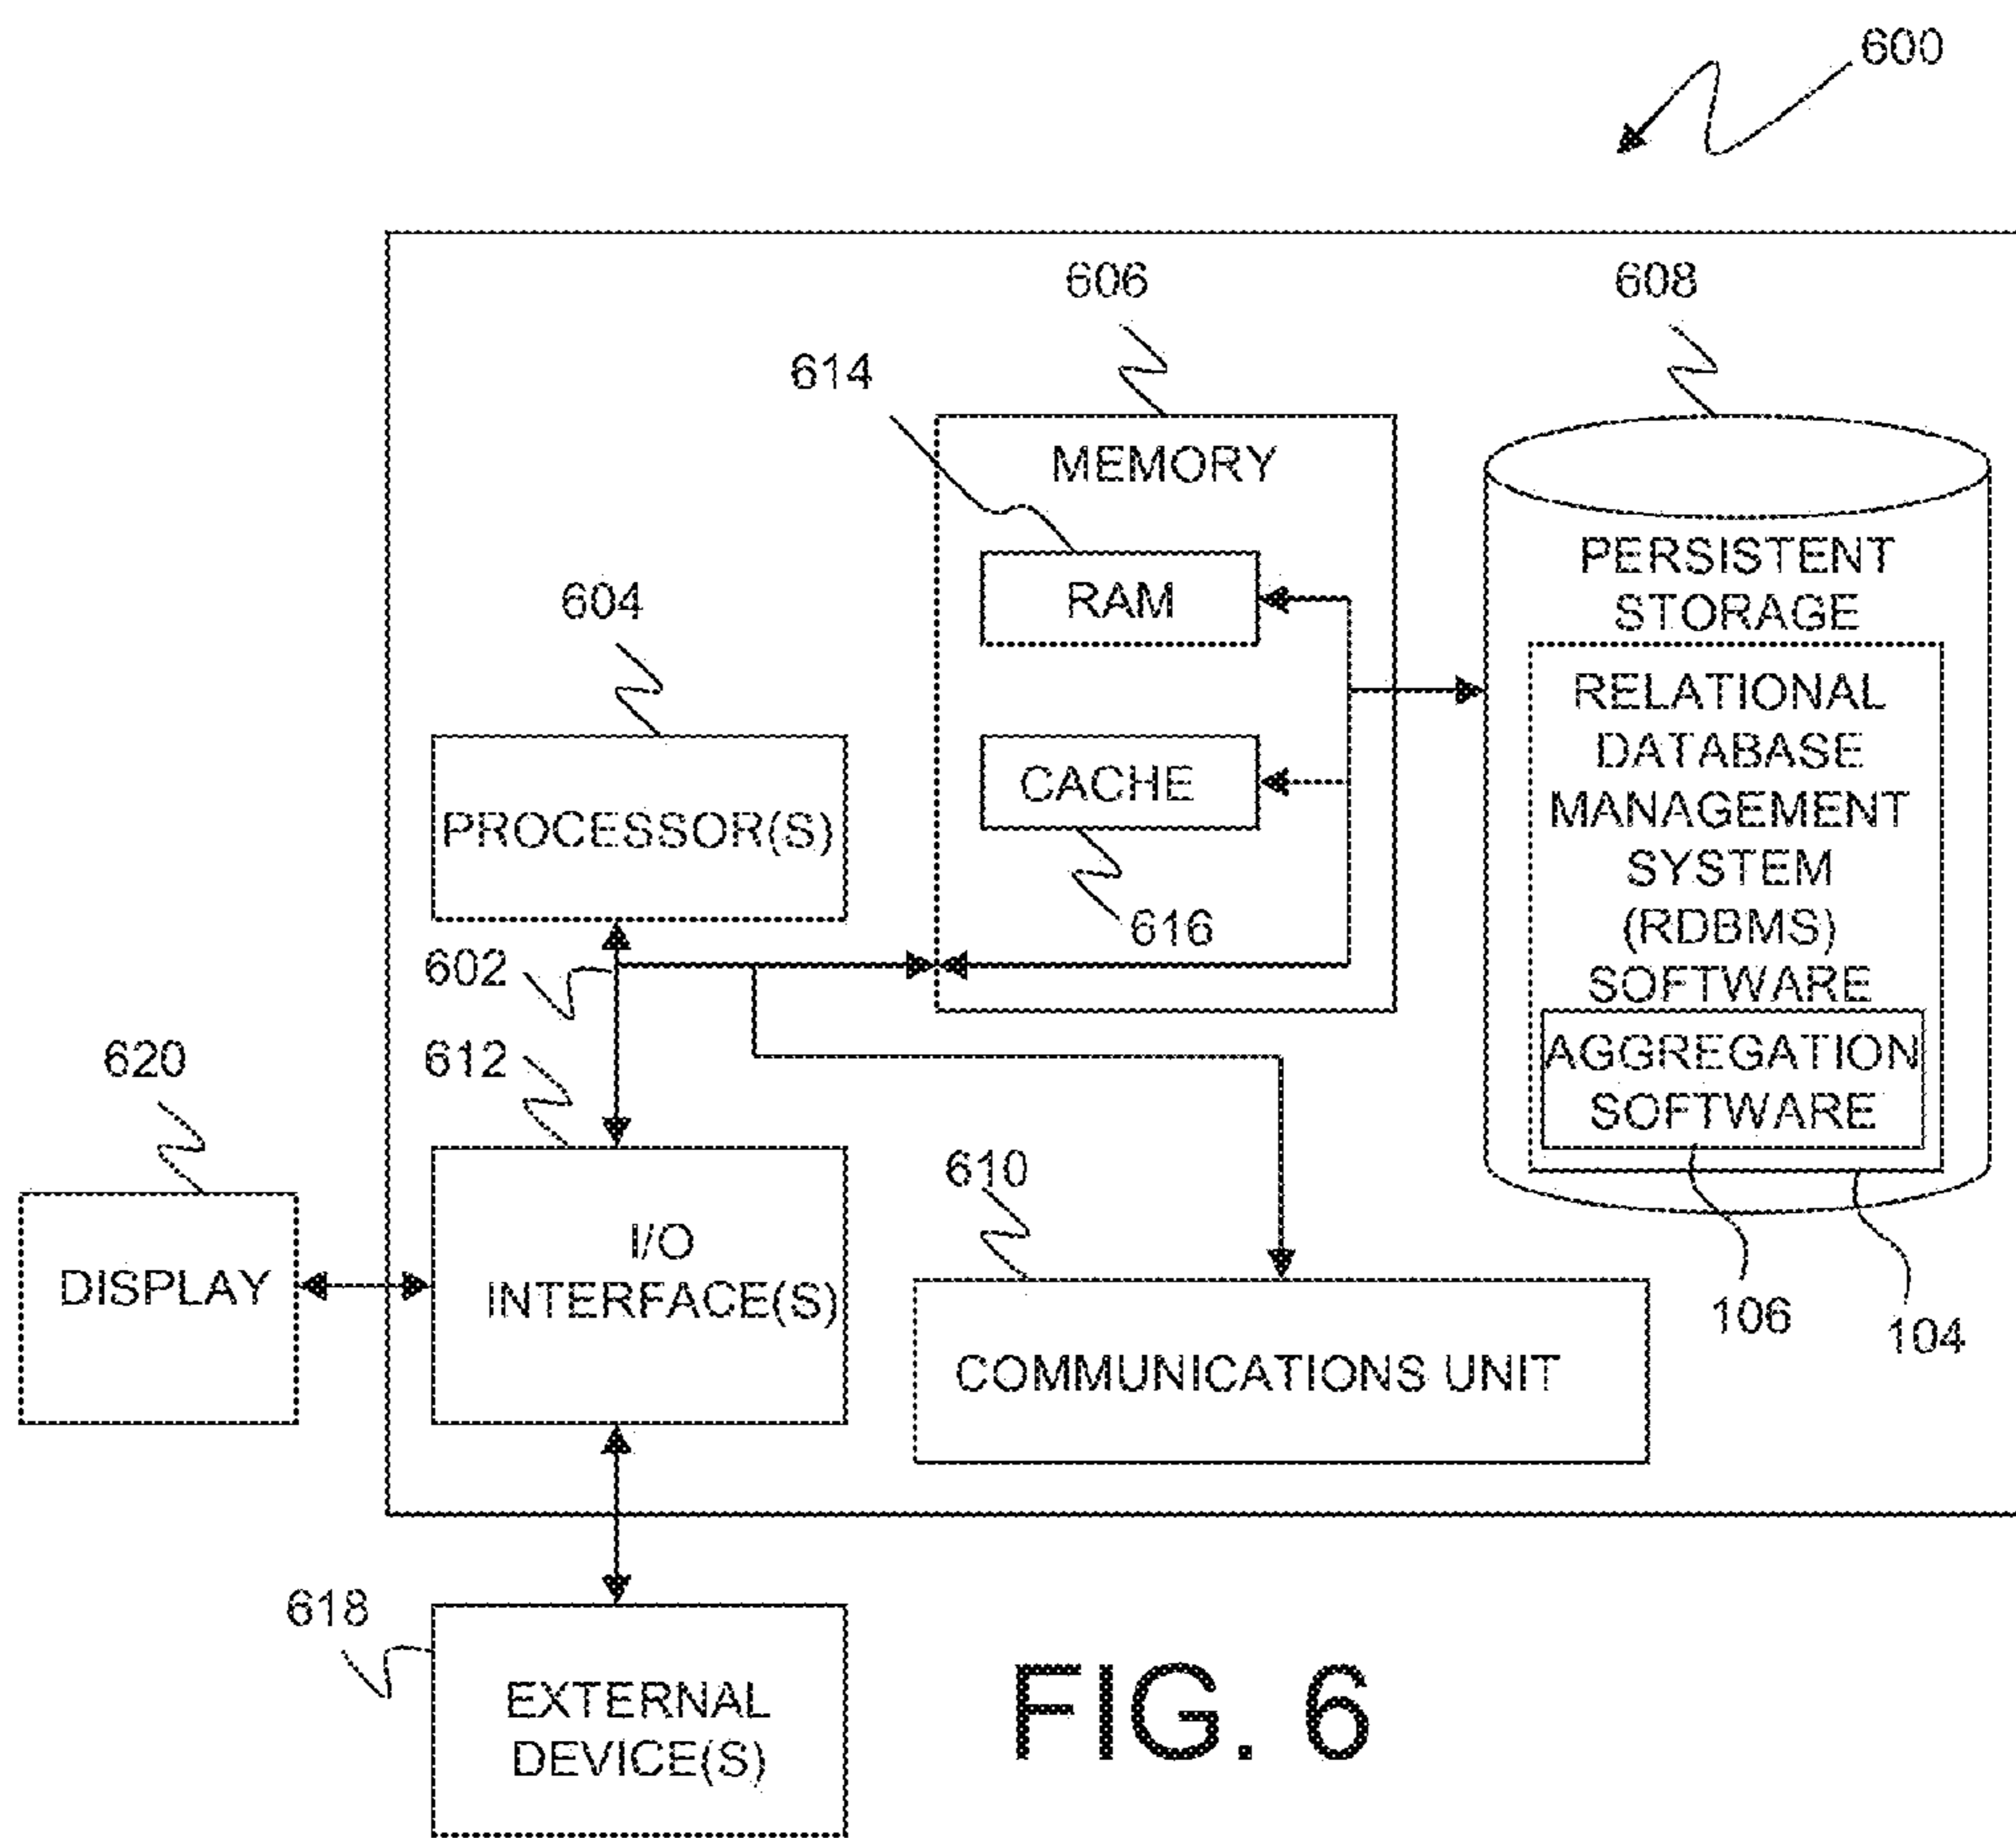 600
606
608
614
MEMORY
RAM
PERSISTENT
STORAGE
604
RELATIONAL
DATABASE
MANAGEMENT
SYSTEM
(RDBMS)
SOFTWARE
CACHE
PROCESSOR(S)
616
602
AGGREGATION
SOFTWARE
612
620
610
I/O
INTERFACE(S)
DISPLAY
106
104
COMMUNICATIONS UNIT
618
EXTERNAL
DEVICE(S)
FIG. 6